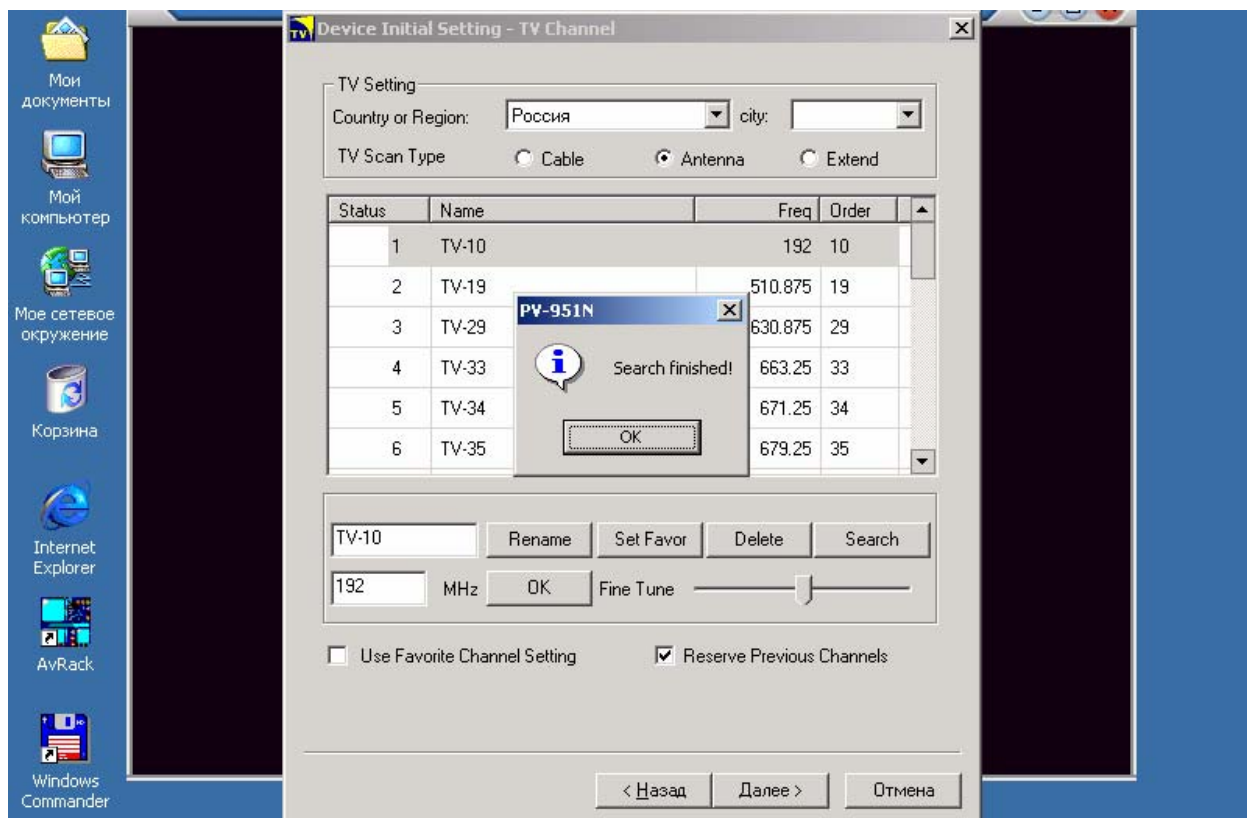 Мои
документы
Мой
компьютер
Мое сетевое
окружение
Корзина
Internet
Explorer
AvRack
Windows
Commander
TV Device Initial Setting - TV Channel
TV Setting
Country or Region: Россия city:
TV Scan Type Cable Antenna Extend
Status Name Freq Order
1 TV-10 192 10
2 TV-19 510.875 19
3 TV-29 630.875 29
4 TV-33 663.25 33
5 TV-34 671.25 34
6 TV-35 679.25 35
PV-951N
Search finished!
OK
TV-10 Rename Set Favor Delete Search
192 MHz OK Fine Tune
Use Favorite Channel Setting Reserve Previous Channels
< Назад Далее > Отмена